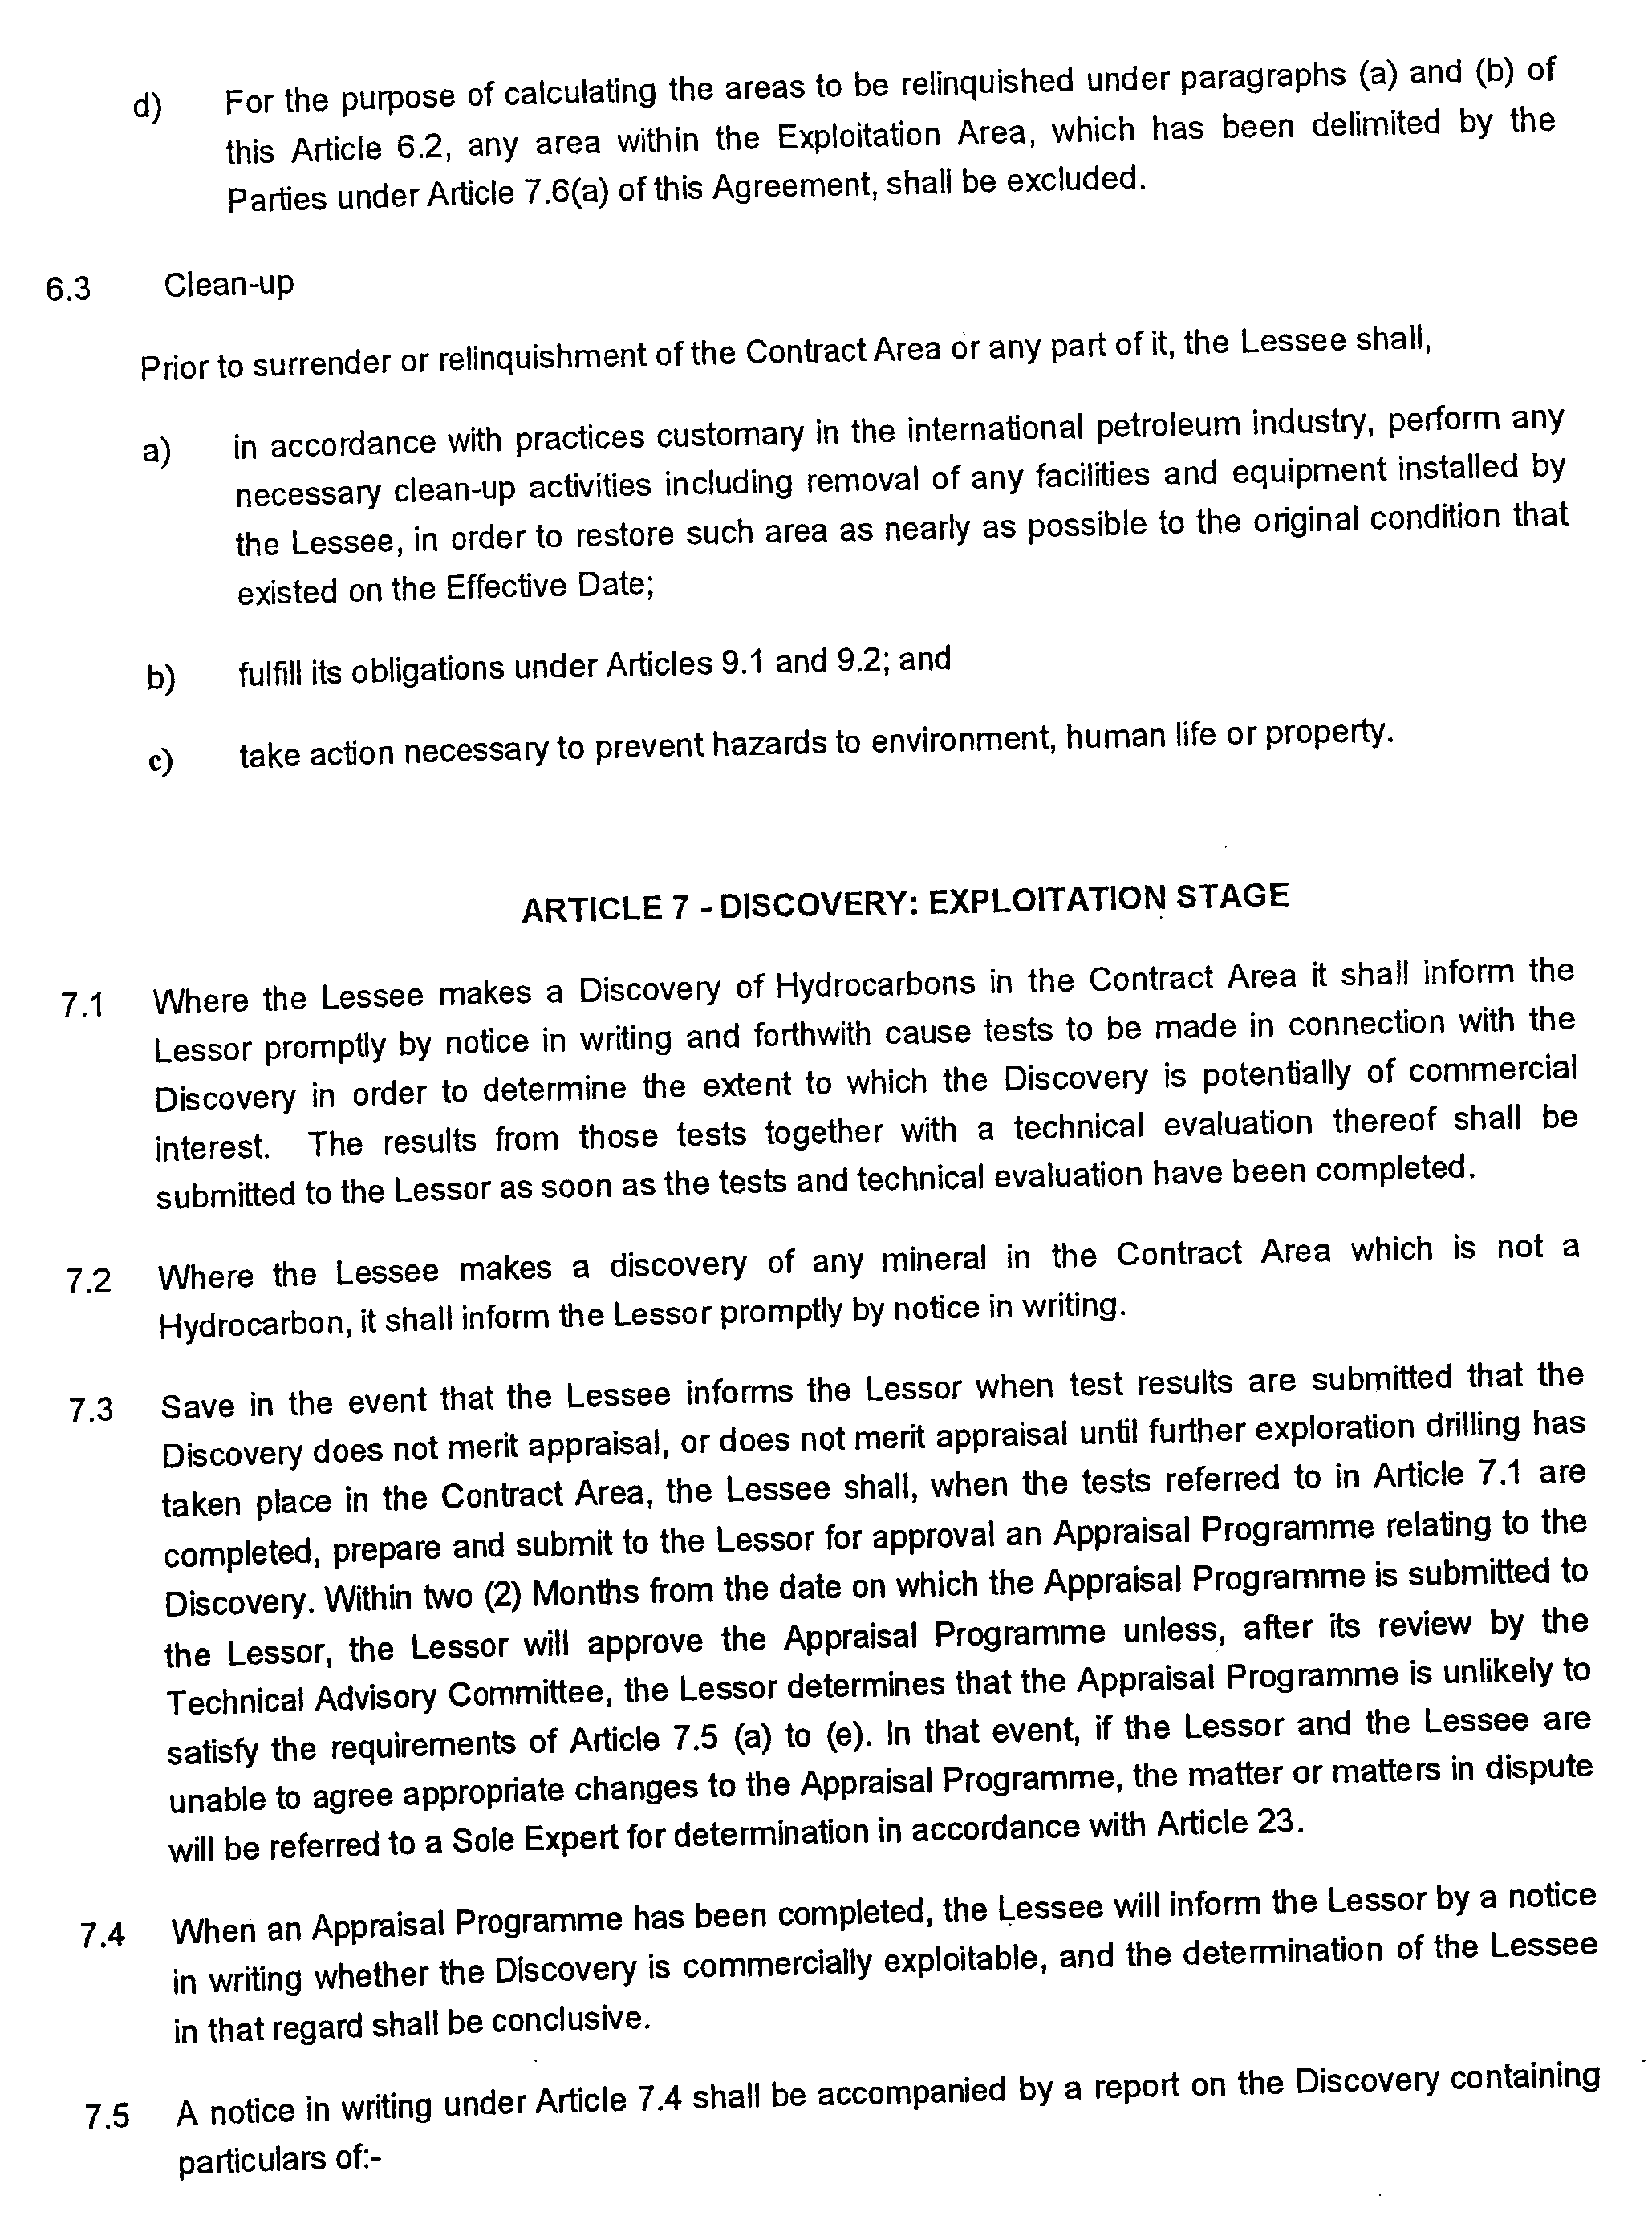 d) For the purpose of calculating the areas to be relinquished under paragraphs (a) and (b) of
this Article 6.2, any area within the Exploitation Area, which has been delimited by the
Parties under Article 7.6(a) of this Agreement, shall be excluded.
6.3 Clean-up
Prior to surrender or relinquishment of the Contract Area or any part of it, the Lessee shall,
a) in accordance with practices customary in the international petroleum industry, perform any
necessary clean-up activities including removal of any facilities and equipment installed by
the Lessee, in order to restore such area as nearly as possible to the original condition that
existed on the Effective Date;
b) fulfill its obligations under Articles 9.1 and 9.2; and
c) take action necessary to prevent hazards to environment, human life or property.
ARTICLE 7 - DISCOVERY: EXPLOITATION STAGE
7.1 Where the Lessee makes a Discovery of Hydrocarbons in the Contract Area it shall inform the
Lessor promptly by notice in writing and forthwith cause tests to be made in connection with the
Discovery in order to determine the extent to which the Discovery is potentially of commercial
interest. The results from those tests together with a technical evaluation thereof shall be
submitted to the Lessor as soon as the tests and technical evaluation have been completed.
7.2 Where the Lessee makes a discovery of any mineral in the Contract Area which is not a
Hydrocarbon, it shall inform the Lessor promptly by notice in writing.
7.3 Save in the event that the Lessee informs the Lessor when test results are submitted that the
Discovery does not merit appraisal, or does not merit appraisal until further exploration drilling has
taken place in the Contract Area, the Lessee shall, when the tests referred to in Article 7.1 are
completed, prepare and submit to the Lessor for approval an Appraisal Programme relating to the
Discovery. Within two (2) Months from the date on which the Appraisal Programme is submitted to
the Lessor, the Lessor will approve the Appraisal Programme unless, after its review by the
Technical Advisory Committee, the Lessor determines that the Appraisal Programme is unlikely to
satisfy the requirements of Article 7.5 (a) to (e). In that event, if the Lessor and the Lessee are
unable to agree appropriate changes to the Appraisal Programme, the matter or matters in dispute
will be referred to a Sole Expert for determination in accordance with Article 23.
7.4 When an Appraisal Programme has been completed, the Lessee will inform the Lessor by a notice
in writing whether the Discovery is commercially exploitable, and the determination of the Lessee
in that regard shall be conclusive.
7.5 A notice in writing under Article 7.4 shall be accompanied by a report on the Discovery containing
particulars of:-